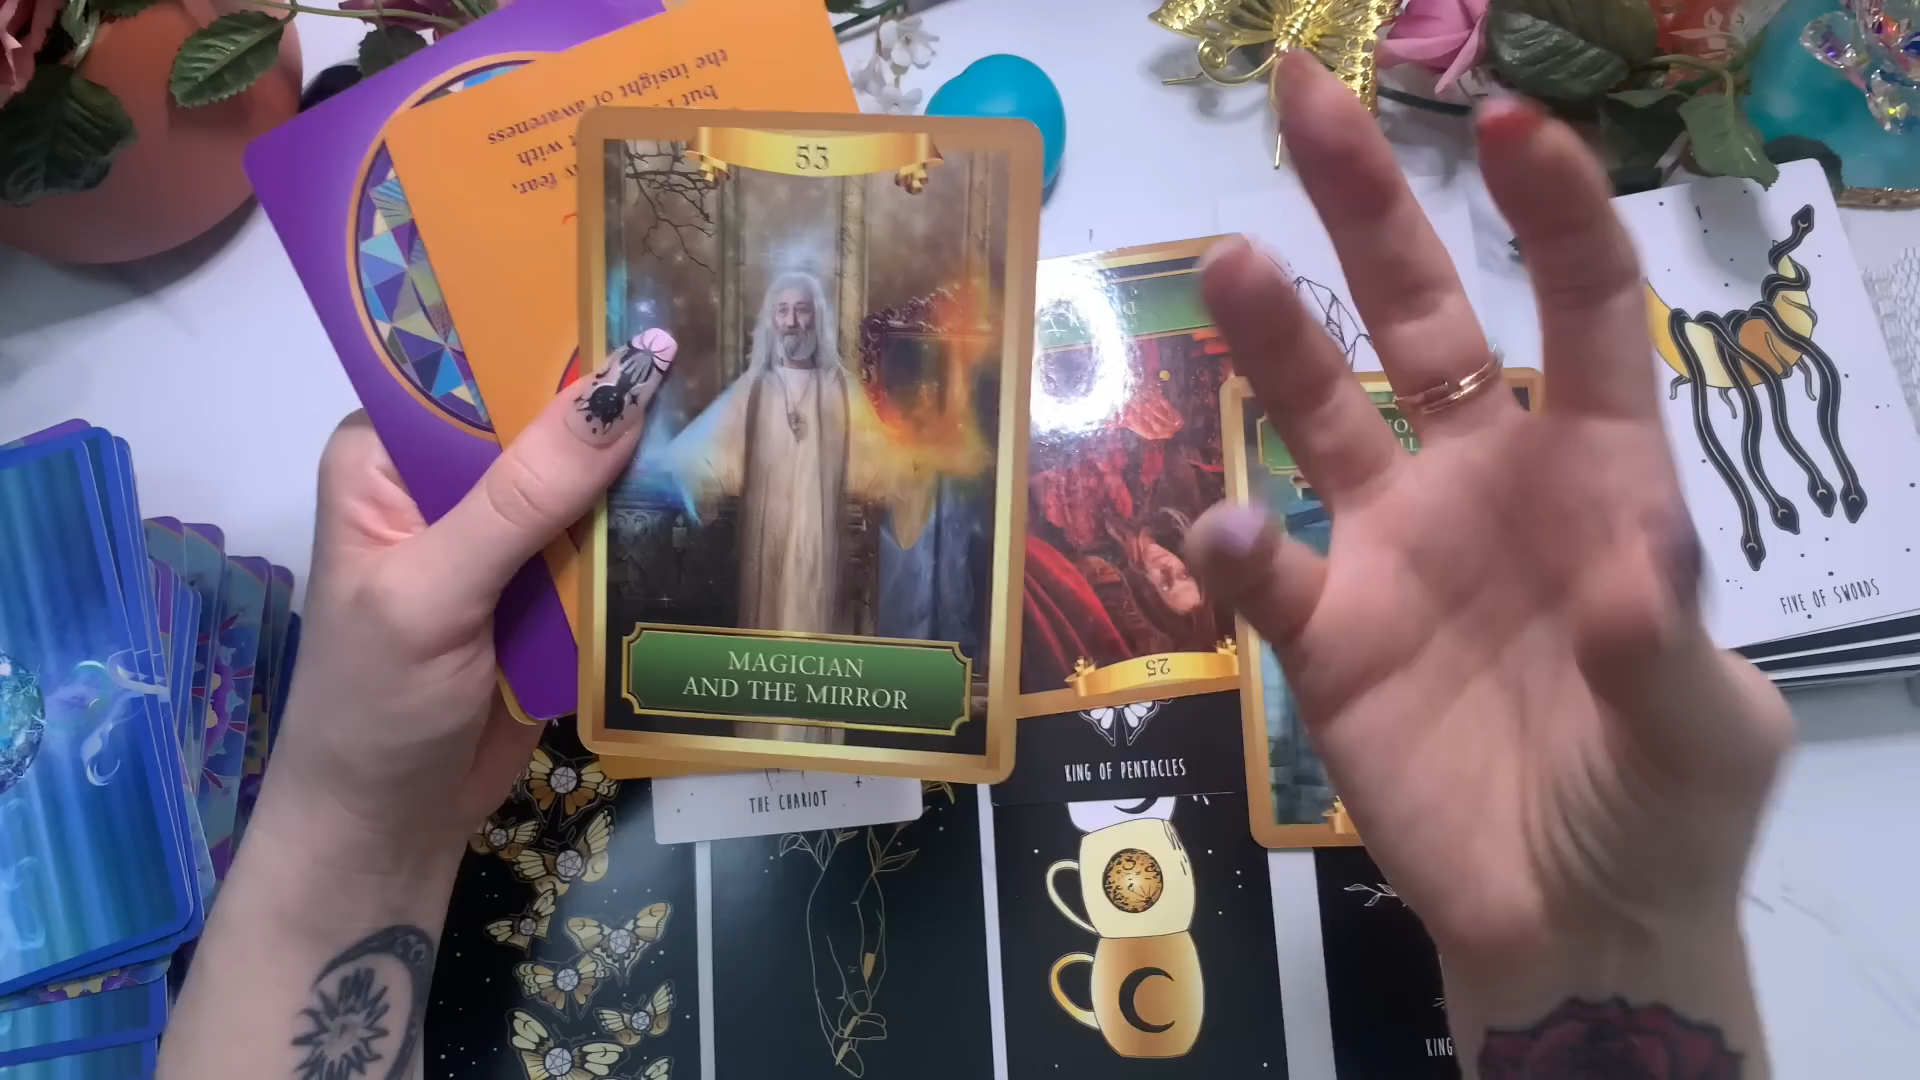 the insight of awareness
but I
t with
y fear,
53
MAGICIAN
AND THE MIRROR
25
KING OF PENTACLES
THE CHARIOT
FIVE OF SWORDS
KING